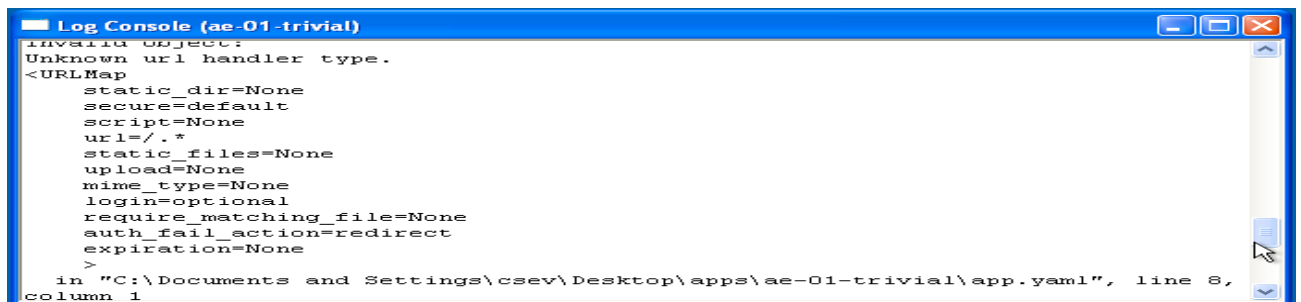 Log Console (ae-01-trivial)
Invalid object:
Unknown url handler type.
<URLMap
static_dir=None
secure=default
script=None
url=/.*
static_files=None
upload=None
mime_type=None
login=optional
require_matching_file=None
auth_fail_action=redirect
expiration=None
>
in "C:\Documents and Settings\csev\Desktop\apps\ae-01-trivial\app.yaml", line 8,
column 1